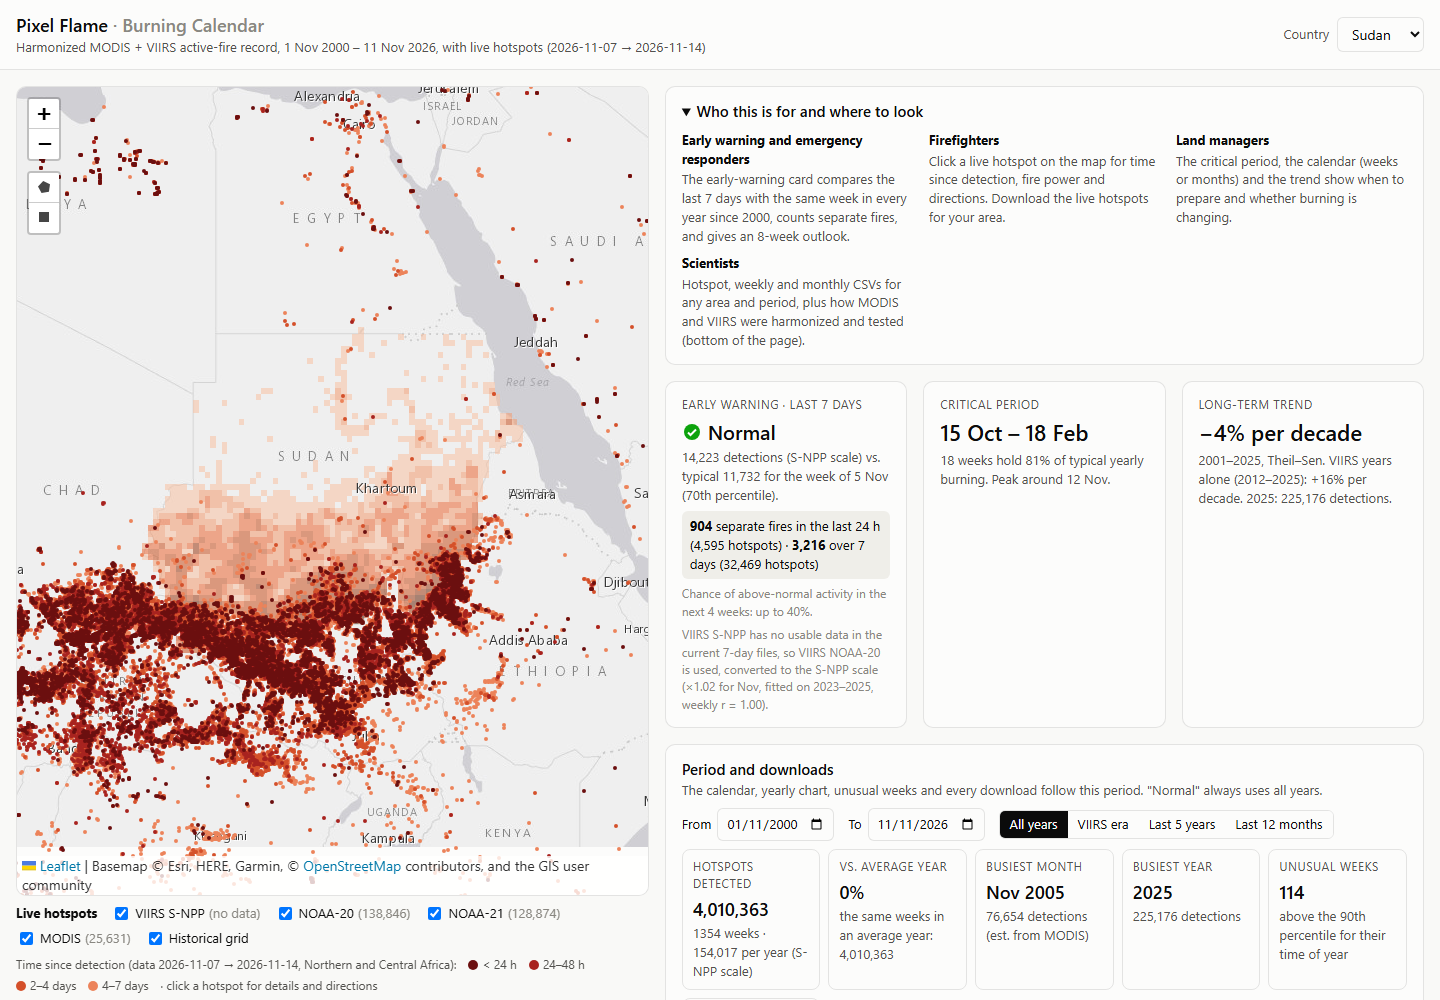 Pixel Flame · Burning Calendar
Harmonized MODIS + VIIRS active-fire record, 1 Nov 2000 – 11 Nov 2026, with live hotspots (2026-11-07 → 2026-11-14)
Country
Sudan
+
−
Alexandria
Jerusalem
ISRAEL
JORDAN
Cairo
EGYPT
SAUDI A
Jeddah
Red Sea
SUDAN
CHAD
Khartoum
Asmara
Sa
Djibout
Addis Ababa
Harg
THIOPIA
UGANDA
Kampala
KENYA
Leaflet | Basemap © Esri, HERE, Garmin, © OpenStreetMap contributors, and the GIS user
community
Live hotspots
VIIRS S-NPP (no data)
NOAA-20 (138,846)
NOAA-21 (128,874)
MODIS (25,631)
Historical grid
Time since detection (data 2026-11-07 → 2026-11-14, Northern and Central Africa):
< 24 h
24–48 h
2–4 days
4–7 days
· click a hotspot for details and directions
▼ Who this is for and where to look
Early warning and emergency
responders
The early-warning card compares the
last 7 days with the same week in every
year since 2000, counts separate fires,
and gives an 8-week outlook.
Firefighters
Click a live hotspot on the map for time
since detection, fire power and
directions. Download the live hotspots
for your area.
Land managers
The critical period, the calendar (weeks
or months) and the trend show when to
prepare and whether burning is
changing.
Scientists
Hotspot, weekly and monthly CSVs for
any area and period, plus how MODIS
and VIIRS were harmonized and tested
(bottom of the page).
EARLY WARNING · LAST 7 DAYS
Normal
14,223 detections (S-NPP scale) vs.
typical 11,732 for the week of 5 Nov
(70th percentile).
904 separate fires in the last 24 h
(4,595 hotspots) · 3,216 over 7
days (32,469 hotspots)
Chance of above-normal activity in the
next 4 weeks: up to 40%.
VIIRS S-NPP has no usable data in the
current 7-day files, so VIIRS NOAA-20
is used, converted to the S-NPP scale
(×1.02 for Nov, fitted on 2023–2025,
weekly r = 1.00).
CRITICAL PERIOD
15 Oct – 18 Feb
18 weeks hold 81% of typical yearly
burning. Peak around 12 Nov.
LONG-TERM TREND
−4% per decade
2001–2025, Theil–Sen. VIIRS years
alone (2012–2025): +16% per
decade. 2025: 225,176 detections.
Period and downloads
The calendar, yearly chart, unusual weeks and every download follow this period. "Normal" always uses all years.
From
01/11/2000
To
11/11/2026
All years
VIIRS era
Last 5 years
Last 12 months
HOTSPOTS
DETECTED
4,010,363
1354 weeks ·
154,017 per year (S-
NPP scale)
VS. AVERAGE YEAR
0%
the same weeks in
an average year:
4,010,363
BUSIEST MONTH
Nov 2005
76,654 detections
(est. from MODIS)
BUSIEST YEAR
2025
225,176 detections
UNUSUAL WEEKS
114
above the 90th
percentile for their
time of year